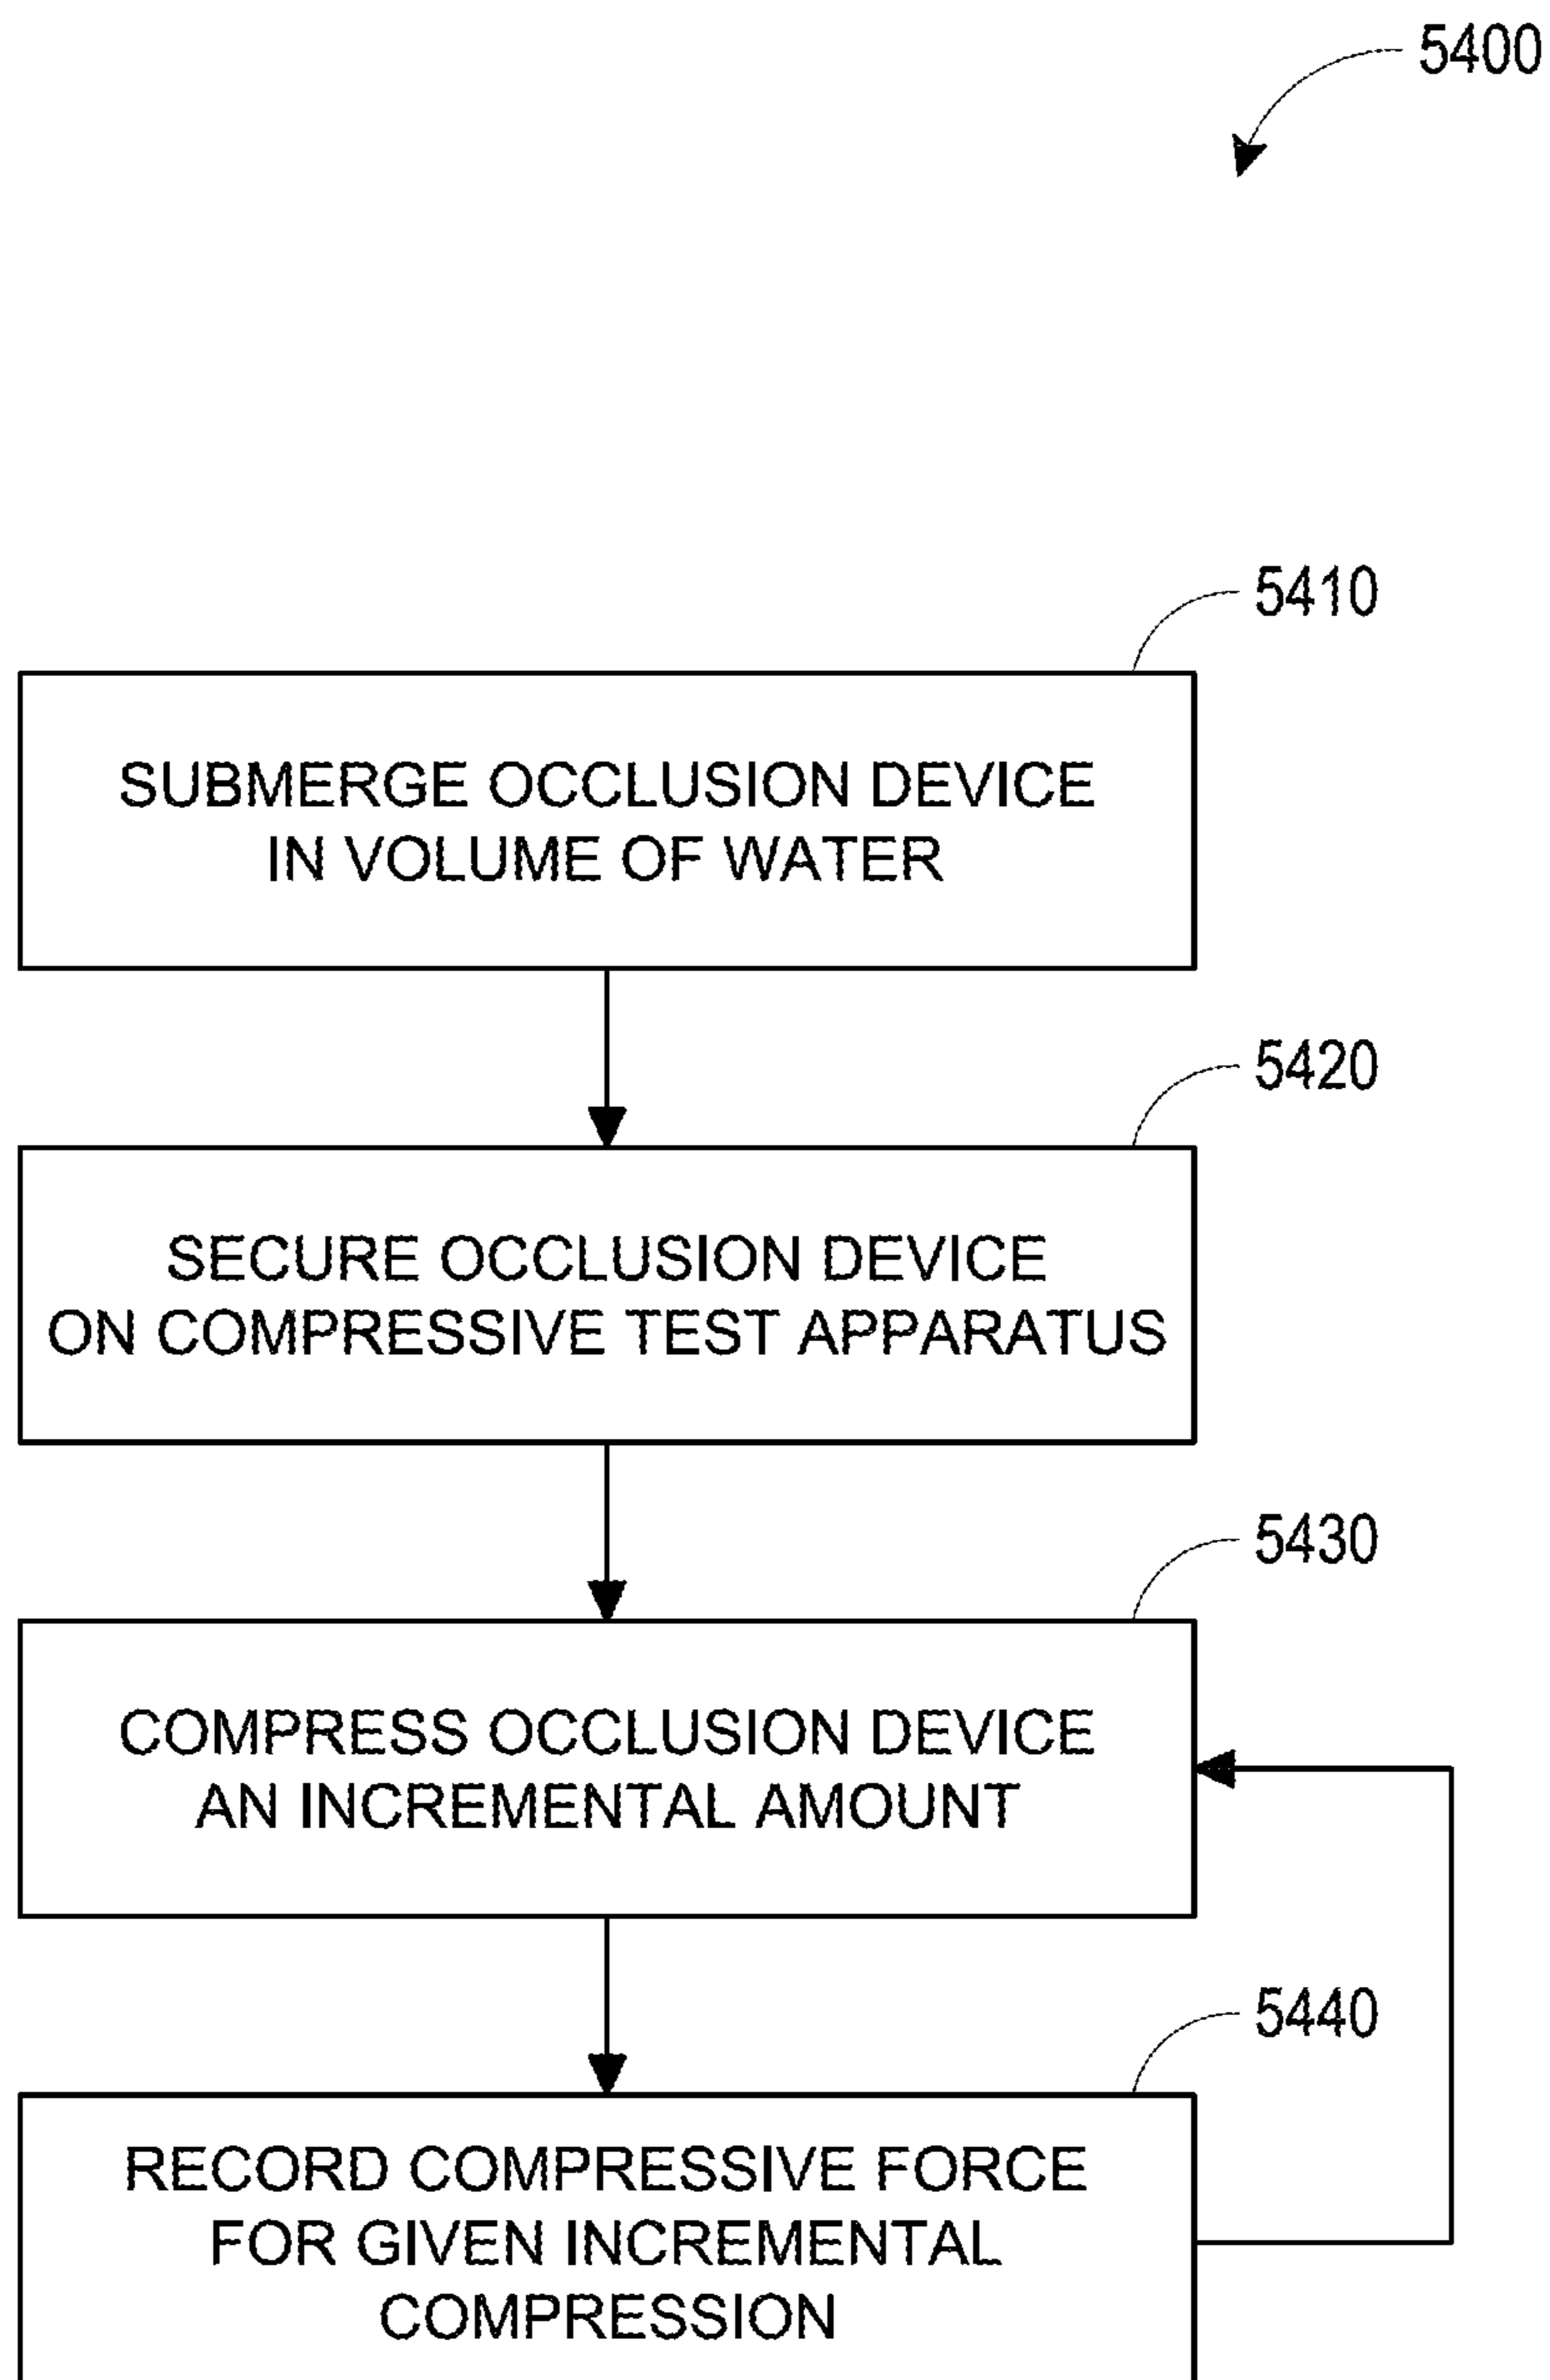 5400
5410
SUBMERGE OCCLUSION DEVICE
IN VOLUME OF WATER
5420
SECURE OCCLUSION DEVICE
ON COMPRESSIVE TEST APPARATUS
5430
COMPRESS OCCLUSION DEVICE
AN INCREMENTAL AMOUNT
5440
RECORD COMPRESSIVE FORCE
FOR GIVEN INCREMENTAL
COMPRESSION